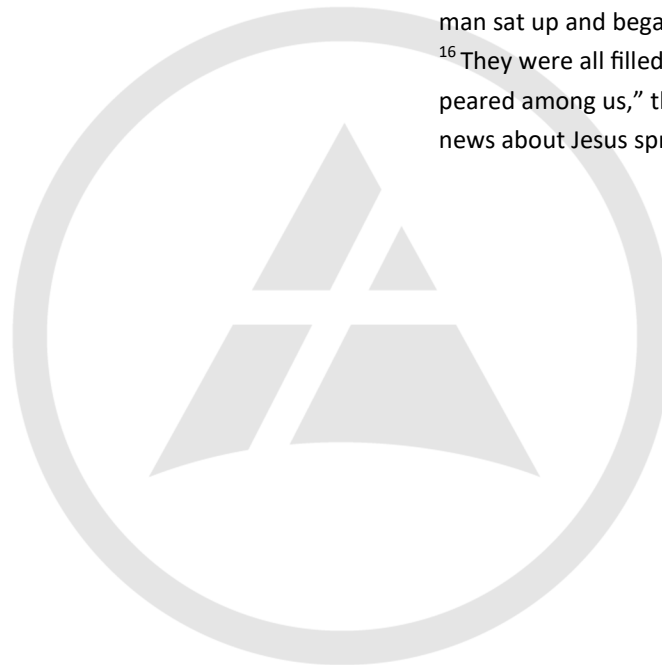 man sat up and bega
16 They were all filled
peared among us,” th
news about Jesus spr